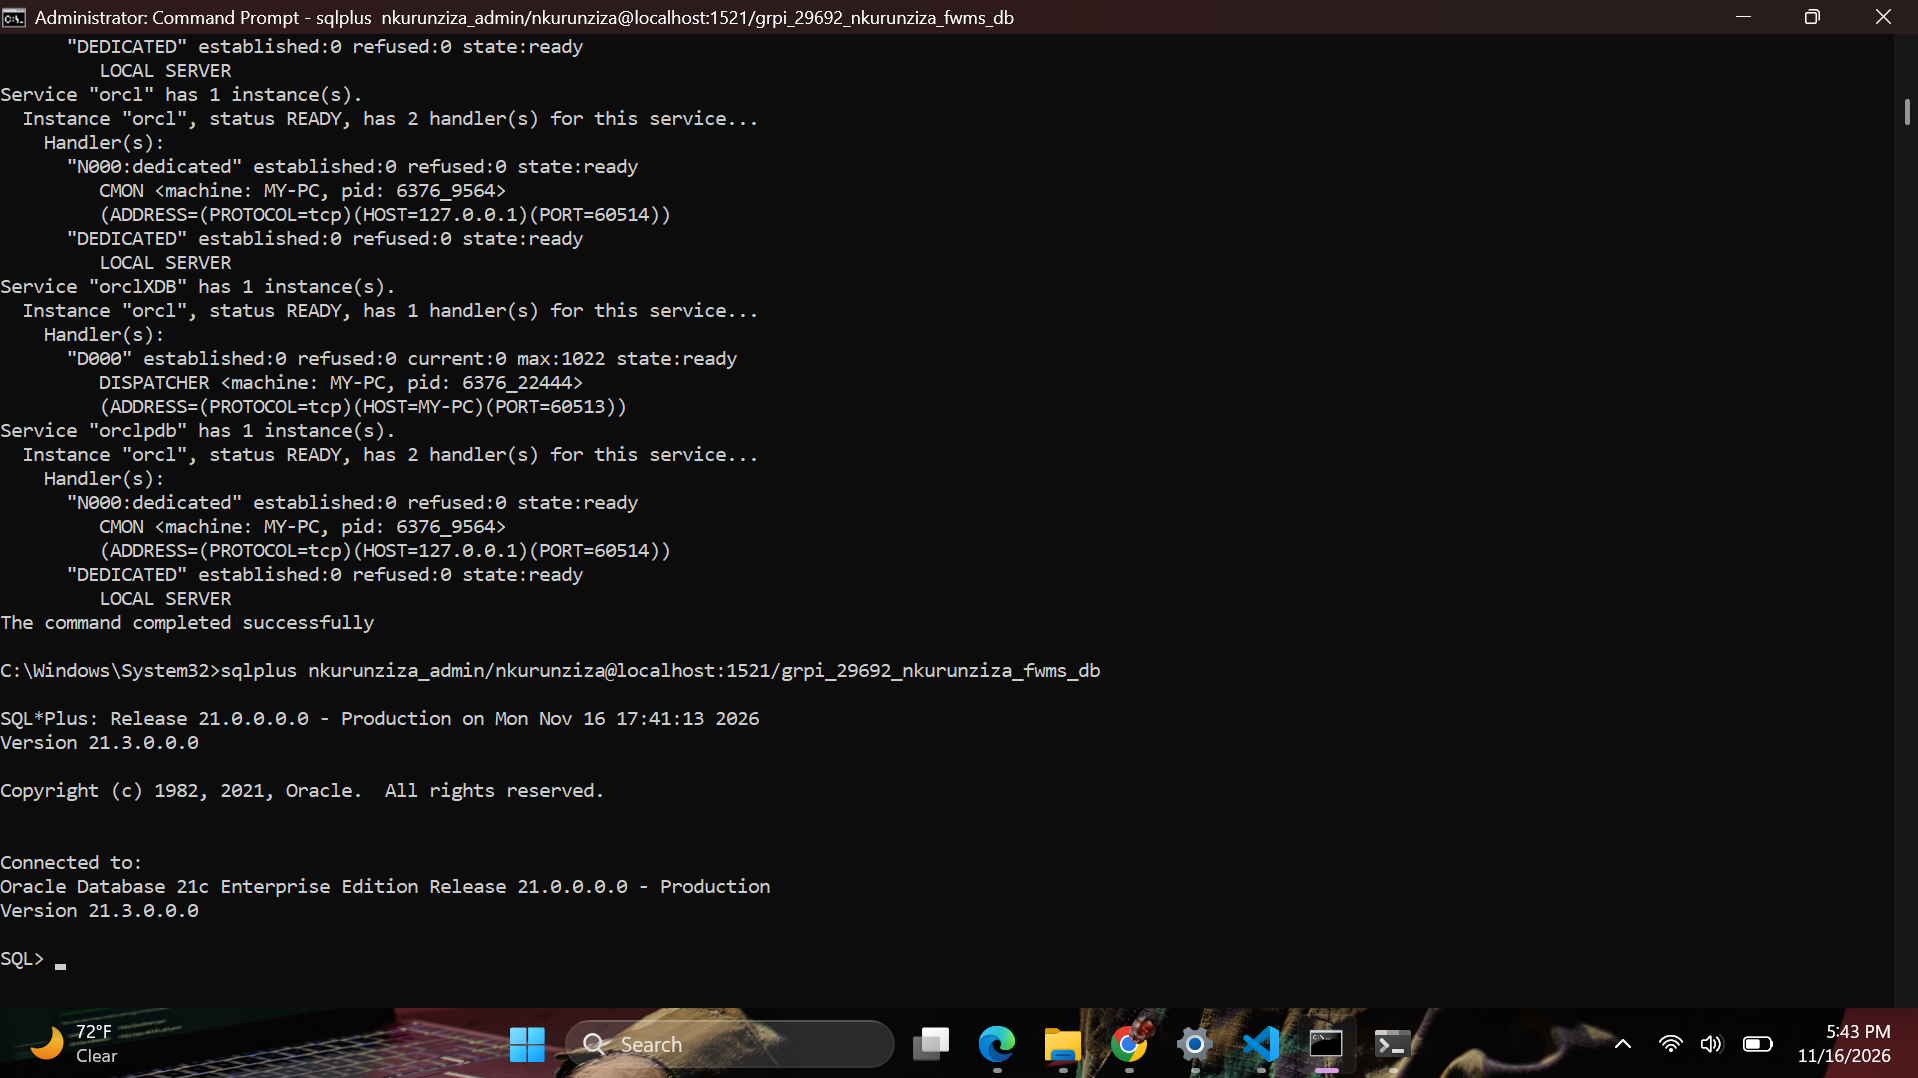 Administrator: Command Prompt - sqlplus  nkurunziza_admin/nkurunziza@localhost:1521/grpi_29692_nkurunziza_fwms_db
      "DEDICATED" established:0 refused:0 state:ready
         LOCAL SERVER
Service "orcl" has 1 instance(s).
  Instance "orcl", status READY, has 2 handler(s) for this service...
    Handler(s):
      "N000:dedicated" established:0 refused:0 state:ready
         CMON <machine: MY-PC, pid: 6376_9564>
         (ADDRESS=(PROTOCOL=tcp)(HOST=127.0.0.1)(PORT=60514))
      "DEDICATED" established:0 refused:0 state:ready
         LOCAL SERVER
Service "orclXDB" has 1 instance(s).
  Instance "orcl", status READY, has 1 handler(s) for this service...
    Handler(s):
      "D000" established:0 refused:0 current:0 max:1022 state:ready
         DISPATCHER <machine: MY-PC, pid: 6376_22444>
         (ADDRESS=(PROTOCOL=tcp)(HOST=MY-PC)(PORT=60513))
Service "orclpdb" has 1 instance(s).
  Instance "orcl", status READY, has 2 handler(s) for this service...
    Handler(s):
      "N000:dedicated" established:0 refused:0 state:ready
         CMON <machine: MY-PC, pid: 6376_9564>
         (ADDRESS=(PROTOCOL=tcp)(HOST=127.0.0.1)(PORT=60514))
      "DEDICATED" established:0 refused:0 state:ready
         LOCAL SERVER
The command completed successfully
C:\Windows\System32>sqlplus nkurunziza_admin/nkurunziza@localhost:1521/grpi_29692_nkurunziza_fwms_db
SQL*Plus: Release 21.0.0.0.0 - Production on Mon Nov 16 17:41:13 2026
Version 21.3.0.0.0
Copyright (c) 1982, 2021, Oracle.  All rights reserved.
Connected to:
Oracle Database 21c Enterprise Edition Release 21.0.0.0.0 - Production
Version 21.3.0.0.0
SQL> _
72°F
Clear
Search
5:43 PM
11/16/2026